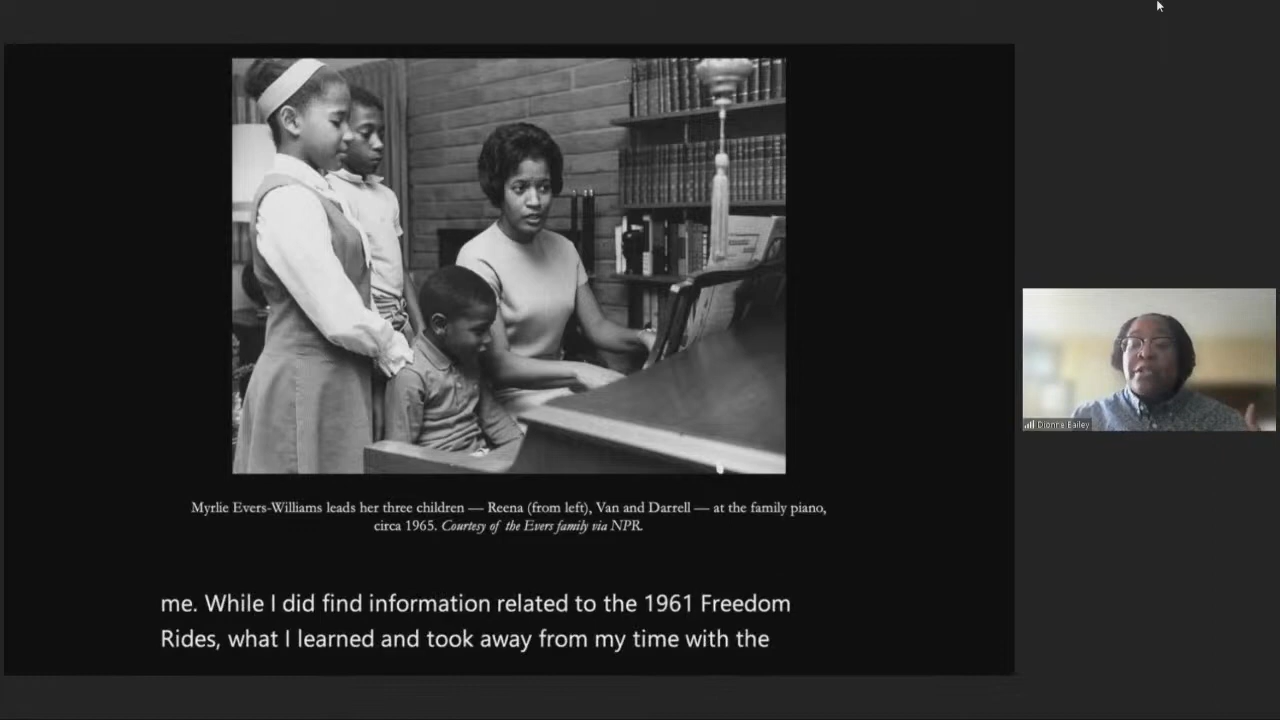 Myrlie Evers-Williams leads her three children — Reena (from left), Van and Darrell — at the family piano,
circa 1965. Courtesy of the Evers family via NPR.
me. While I did find information related to the 1961 Freedom
Rides, what I learned and took away from my time with the
Dionne Bailey